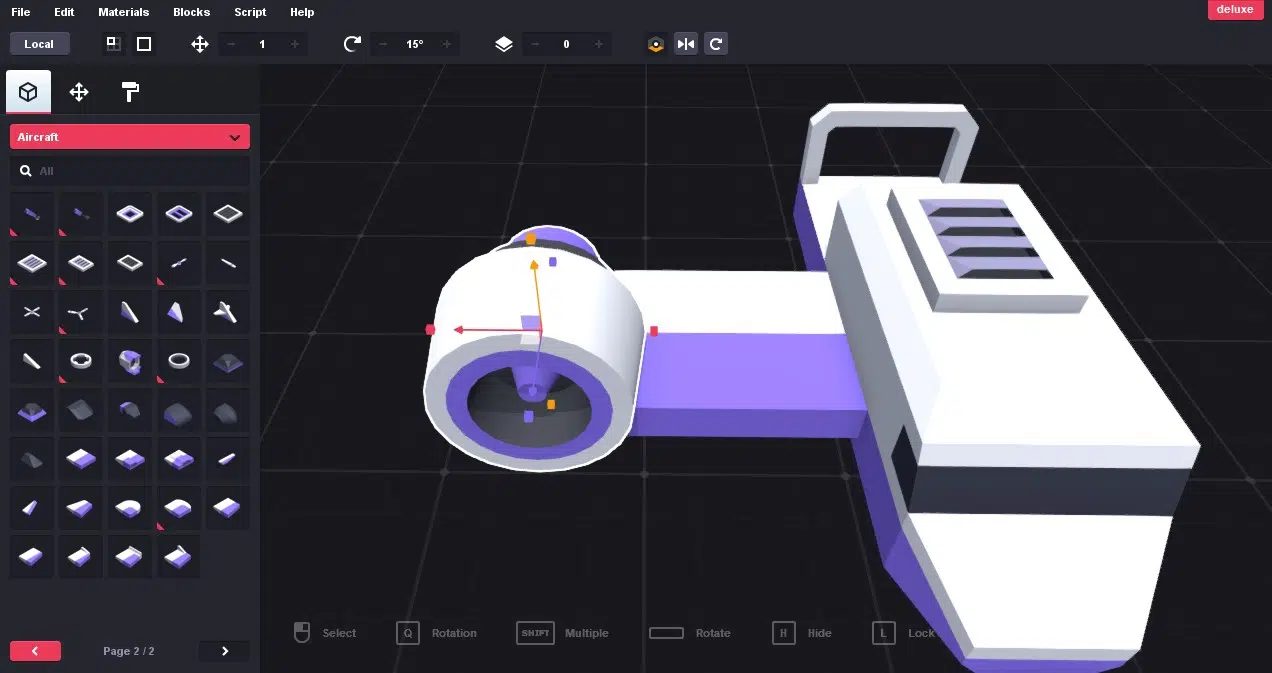 File Edit Materials Blocks Script Help
deluxe
Local 1 15° 0
Aircraft
All
Select Q Rotation SHIFT Multiple Rotate H Hide L Lock
Page 2 / 2